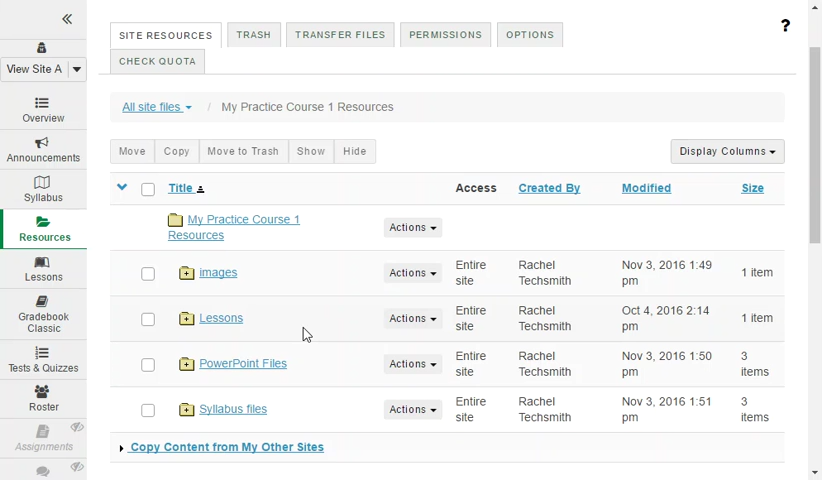 SITE RESOURCES TRASH TRANSFER FILES PERMISSIONS OPTIONS
CHECK QUOTA
?
View Site A
Overview
Announcements
Syllabus
Resources
Lessons
Gradebook
Classic
Tests & Quizzes
Roster
Assignments
All site files / My Practice Course 1 Resources
Move Copy Move to Trash Show Hide Display Columns
Title Access Created By Modified Size
My Practice Course 1
Resources
Actions
images Actions Entire
site Rachel
Techsmith Nov 3, 2016 1:49
pm 1 item
Lessons Actions Entire
site Rachel
Techsmith Oct 4, 2016 2:14
pm 1 item
PowerPoint Files Actions Entire
site Rachel
Techsmith Nov 3, 2016 1:50
pm 3
items
Syllabus files Actions Entire
site Rachel
Techsmith Nov 3, 2016 1:51
pm 3
items
Copy Content from My Other Sites